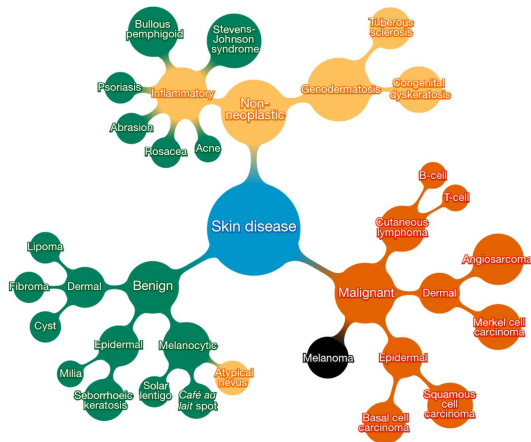 Bullous
pemphigoid
Stevens-
Johnson
syndrome
Tuberous
sclerosis
Psoriasis
Inflammatory
Non-
neoplastic
Genodermatosis
Congenital
dyskeratosis
Abrasion
Rosacea
Acne
Skin disease
B-cell
T-cell
Cutaneous
lymphoma
Lipoma
Fibroma
Dermal
Cyst
Benign
Malignant
Dermal
Angiosarcoma
Merkel cell
carcinoma
Epidermal
Melanocytic
Melanoma
Epidermal
Milia
Seborrhoeic
keratosis
Solar
lentigo
Café au
lait spot
Atypical
nevus
Basal cell
carcinoma
Squamous
cell
carcinoma